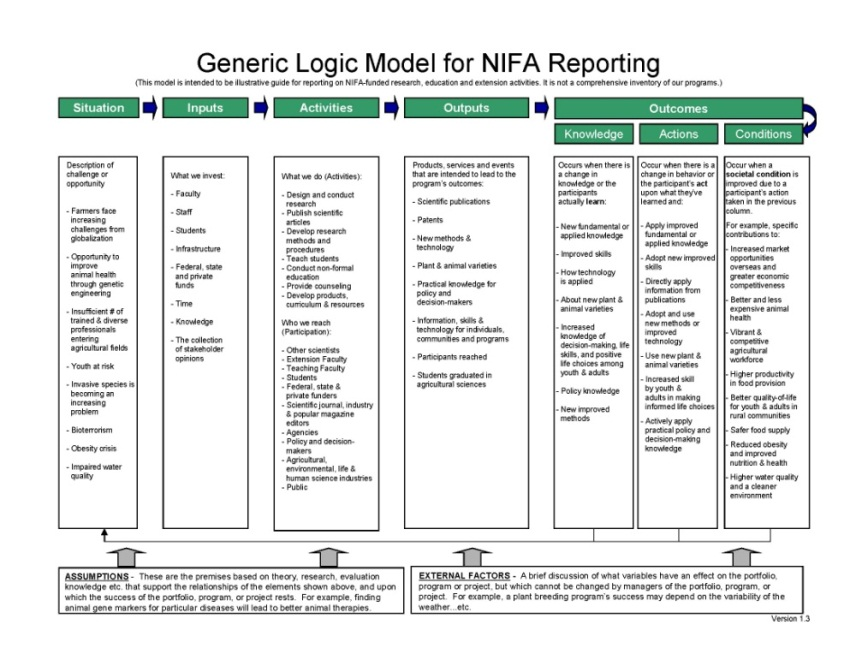 Generic Logic Model for NIFA Reporting
(This model is intended to be illustrative guide for reporting on NIFA-funded research, education and extension activities. It is not a comprehensive inventory of our programs.)
Situation
Inputs
Activities
Outputs
Outcomes
Knowledge
Actions
Conditions
Description of
challenge or
opportunity
- Farmers face
increasing
challenges from
globalization
- Opportunity to
improve
animal health
through genetic
engineering
- Insufficient # of
trained & diverse
professionals
entering
agricultural fields
- Youth at risk
- Invasive species is
becoming an
increasing
problem
- Bioterrorism
- Obesity crisis
- Impaired water
quality
What we invest:
- Faculty
- Staff
- Students
- Infrastructure
- Federal, state
and private
funds
- Time
- Knowledge
- The collection
of stakeholder
opinions
What we do (Activities):
- Design and conduct
research
- Publish scientific
articles
- Develop research
methods and
procedures
- Teach students
- Conduct non-formal
education
- Provide counseling
- Develop products,
curriculum & resources
Who we reach
(Participation):
- Other scientists
- Extension Faculty
- Teaching Faculty
- Students
- Federal, state &
private funders
- Scientific journal, industry
& popular magazine
editors
- Agencies
- Policy and decision-
makers
- Agricultural,
environmental, life &
human science industries
- Public
Products, services and events
that are intended to lead to the
program's outcomes:
- Scientific publications
- Patents
- New methods &
technology
- Plant & animal varieties
- Practical knowledge for
policy and
decision-makers
- Information, skills &
technology for individuals,
communities and programs
- Participants reached
- Students graduated in
agricultural sciences
Occurs when there is
a change in
knowledge or the
participants
actually learn:
- New fundamental or
applied knowledge
- Improved skills
- How technology
is applied
- About new plant &
animal varieties
- Increased
knowledge of
decision-making, life
skills, and positive
life choices among
youth & adults
- Policy knowledge
- New improved
methods
Occurs when there is a
change in behavior or
the participant's act
upon what they've
learned and:
- Apply improved
fundamental or
applied knowledge
- Adopt new improved
skills
- Directly apply
information from
publications
- Adopt and use
new methods or
improved
technology
- Use new plant &
animal varieties
- Increased skill
by youth &
adults in making
informed life choices
- Actively apply
practical policy and
decision-making
knowledge
Occurs when a
societal condition is
improved due to a
participant's action
taken in the previous
column.
For example, specific
contributions to:
- Increased market
opportunities
overseas and
greater economic
competitiveness
- Better and less
expensive animal
health
- Vibrant &
competitive
agricultural
workforce
- Higher productivity
in food provision
- Better quality-of-life
for youth & adults in
rural communities
- Safer food supply
- Reduced obesity
and improved
nutrition & health
- Higher water quality
and a cleaner
environment
ASSUMPTIONS - These are the premises based on theory, research, evaluation
knowledge etc. that support the relationships of the elements shown above, and upon
which the success of the portfolio, program, or project rests. For example, finding
animal gene markers for particular diseases will lead to better animal therapies.
EXTERNAL FACTORS - A brief discussion of what variables have an effect on the portfolio,
program or project, but which cannot be changed by managers of the portfolio, program, or
project. For example, a plant breeding program's success may depend on the variability of the
weather...etc.
Version 1.3